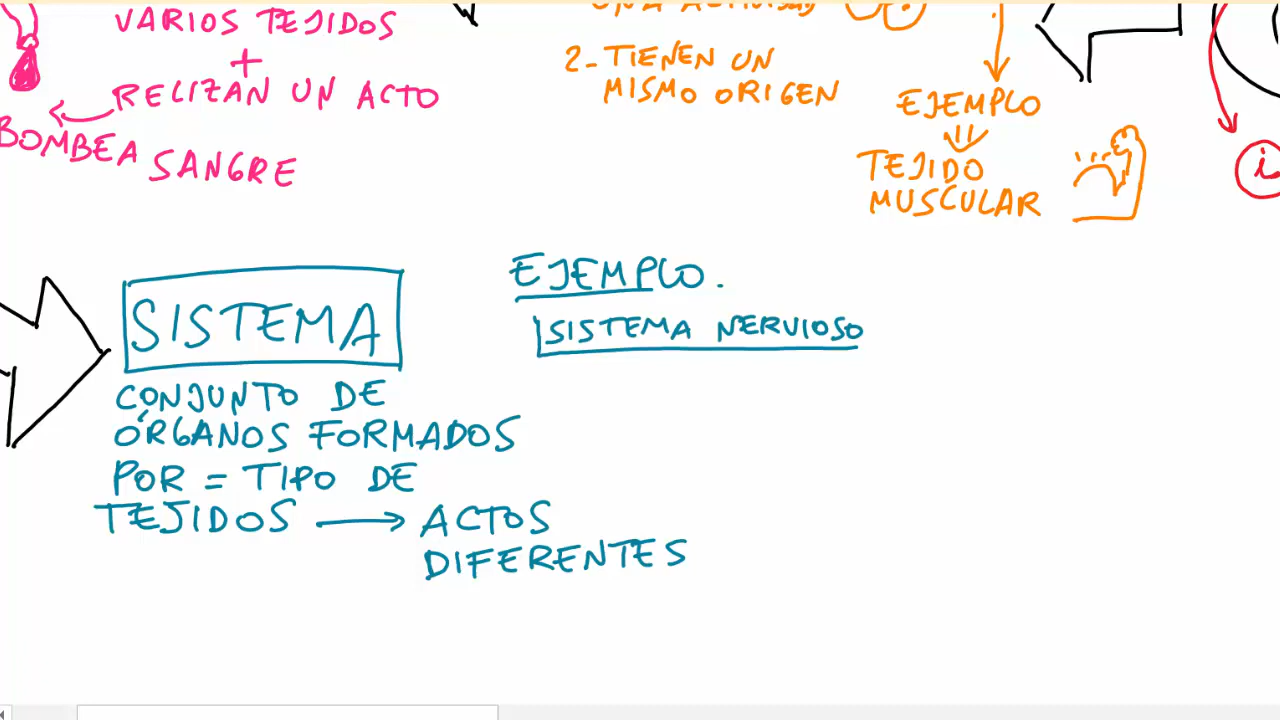 VARIOS TEJIDOS
+
RELIZAN UN ACTO
BOMBEA SANGRE
2- TIENEN UN
MISMO ORIGEN
EJEMPLO
TEJIDO
MUSCULAR
i
SISTEMA
CONJUNTO DE
ÓRGANOS FORMADOS
POR = TIPO DE
TEJIDOS → ACTOS
DIFERENTES
EJEMPLO.
SISTEMA NERVIOSO